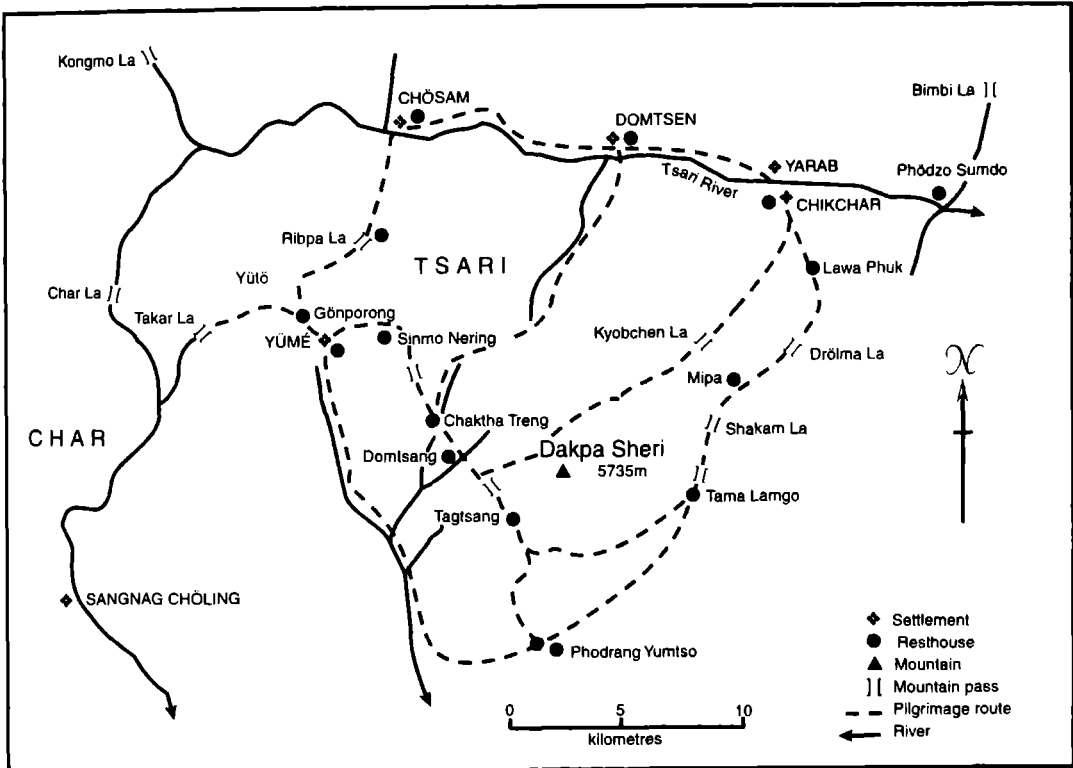 Kongmo La
CHÖSAM
Bimbi La
DOMTSEN
YARAB
Phödzo Sumdo
Tsari River
CHIKCHAR
Ribpa La
TSARI
Lawa Phuk
Yütö
Char La
Takar La
Gönporong
YÜMÉ
Sinmo Nering
Kyobchen La
Drölma La
Mipa
CHAR
Chaktha Treng
Shakam La
Domtsang
Dakpa Sheri
5735m
Tama Lamgo
Tagtsang
N
SANGNAG CHÖLING
Phodrang Yumtso
Settlement
Resthouse
Mountain
Mountain pass
Pilgrimage route
River
0 5 10
kilometres